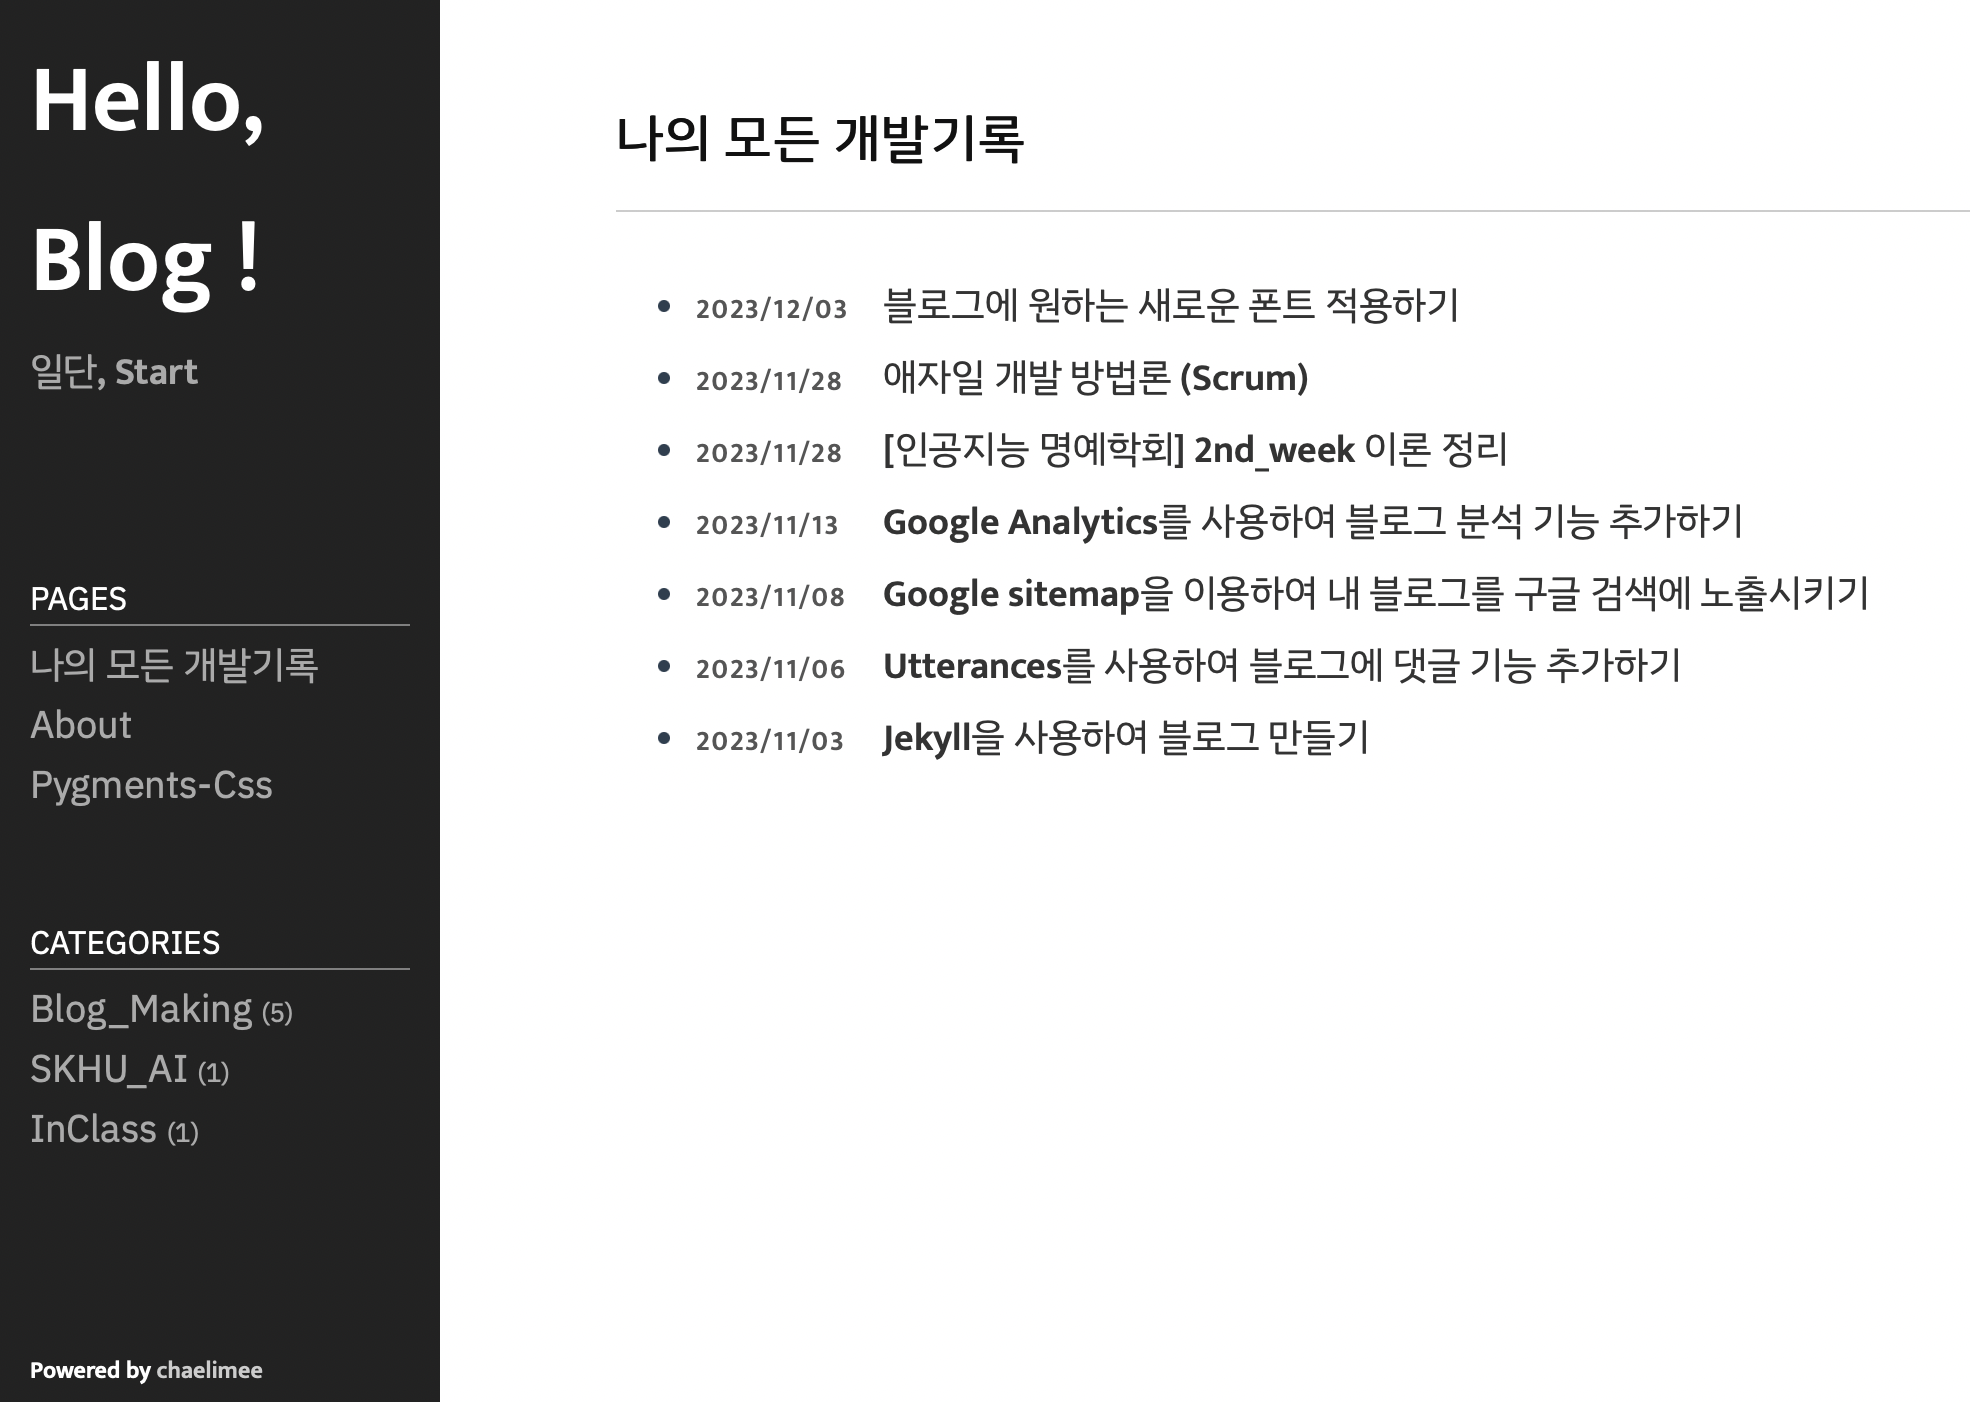 Hello,
Blog !
일단, Start
PAGES
나의 모든 개발기록
About
Pygments-Css
CATEGORIES
Blog_Making (5)
SKHU_AI (1)
InClass (1)
Powered by chaelimee
나의 모든 개발기록
2023/12/03 블로그에 원하는 새로운 폰트 적용하기
2023/11/28 애자일 개발 방법론 (Scrum)
2023/11/28 [인공지능 명예학회] 2nd_week 이론 정리
2023/11/13 Google Analytics를 사용하여 블로그 분석 기능 추가하기
2023/11/08 Google sitemap을 이용하여 내 블로그를 구글 검색에 노출시키기
2023/11/06 Utterances를 사용하여 블로그에 댓글 기능 추가하기
2023/11/03 Jekyll을 사용하여 블로그 만들기